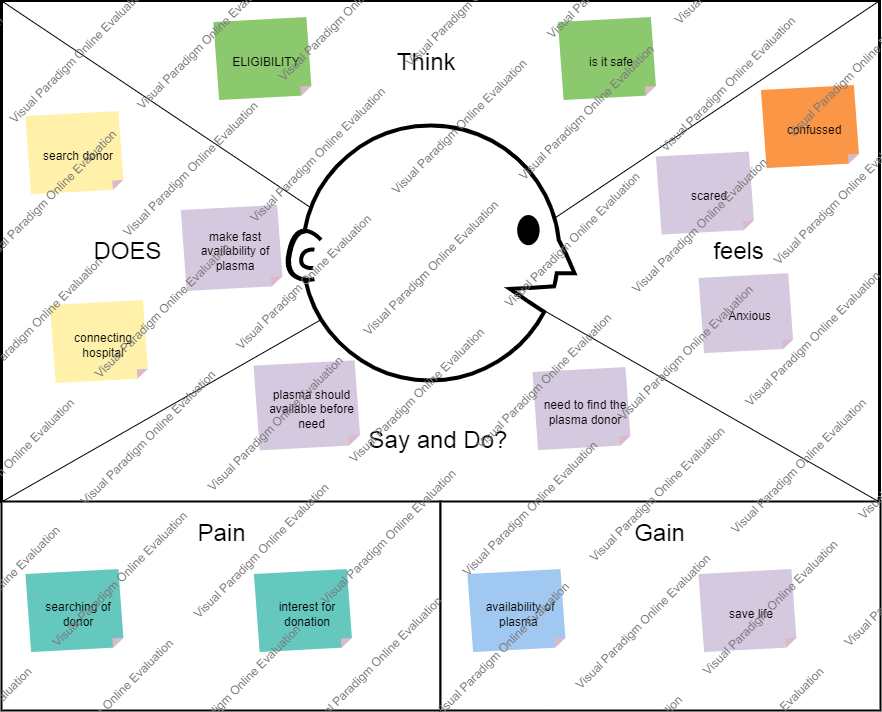 Think
ELIGIBILITY
is it safe
DOES
search donor
make fast
availability of
plasma
connecting
hospital
feels
confussed
scared
Anxious
Say and Do?
plasma should
available before
need
need to find the
plasma donor
Pain
searching of
donor
interest for
donation
Gain
availability of
plasma
save life
Visual Paradigm Online Evaluation